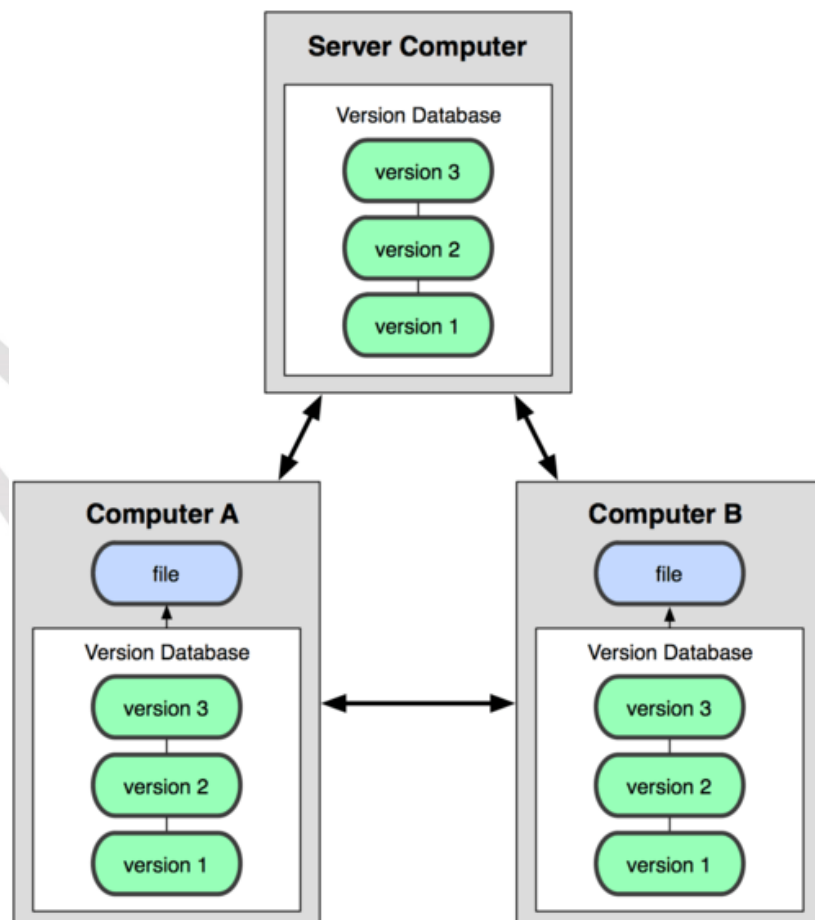 Server Computer
Version Database
version 3
version 2
version 1
Computer A
file
Version Database
version 3
version 2
version 1
Computer B
file
Version Database
version 3
version 2
version 1